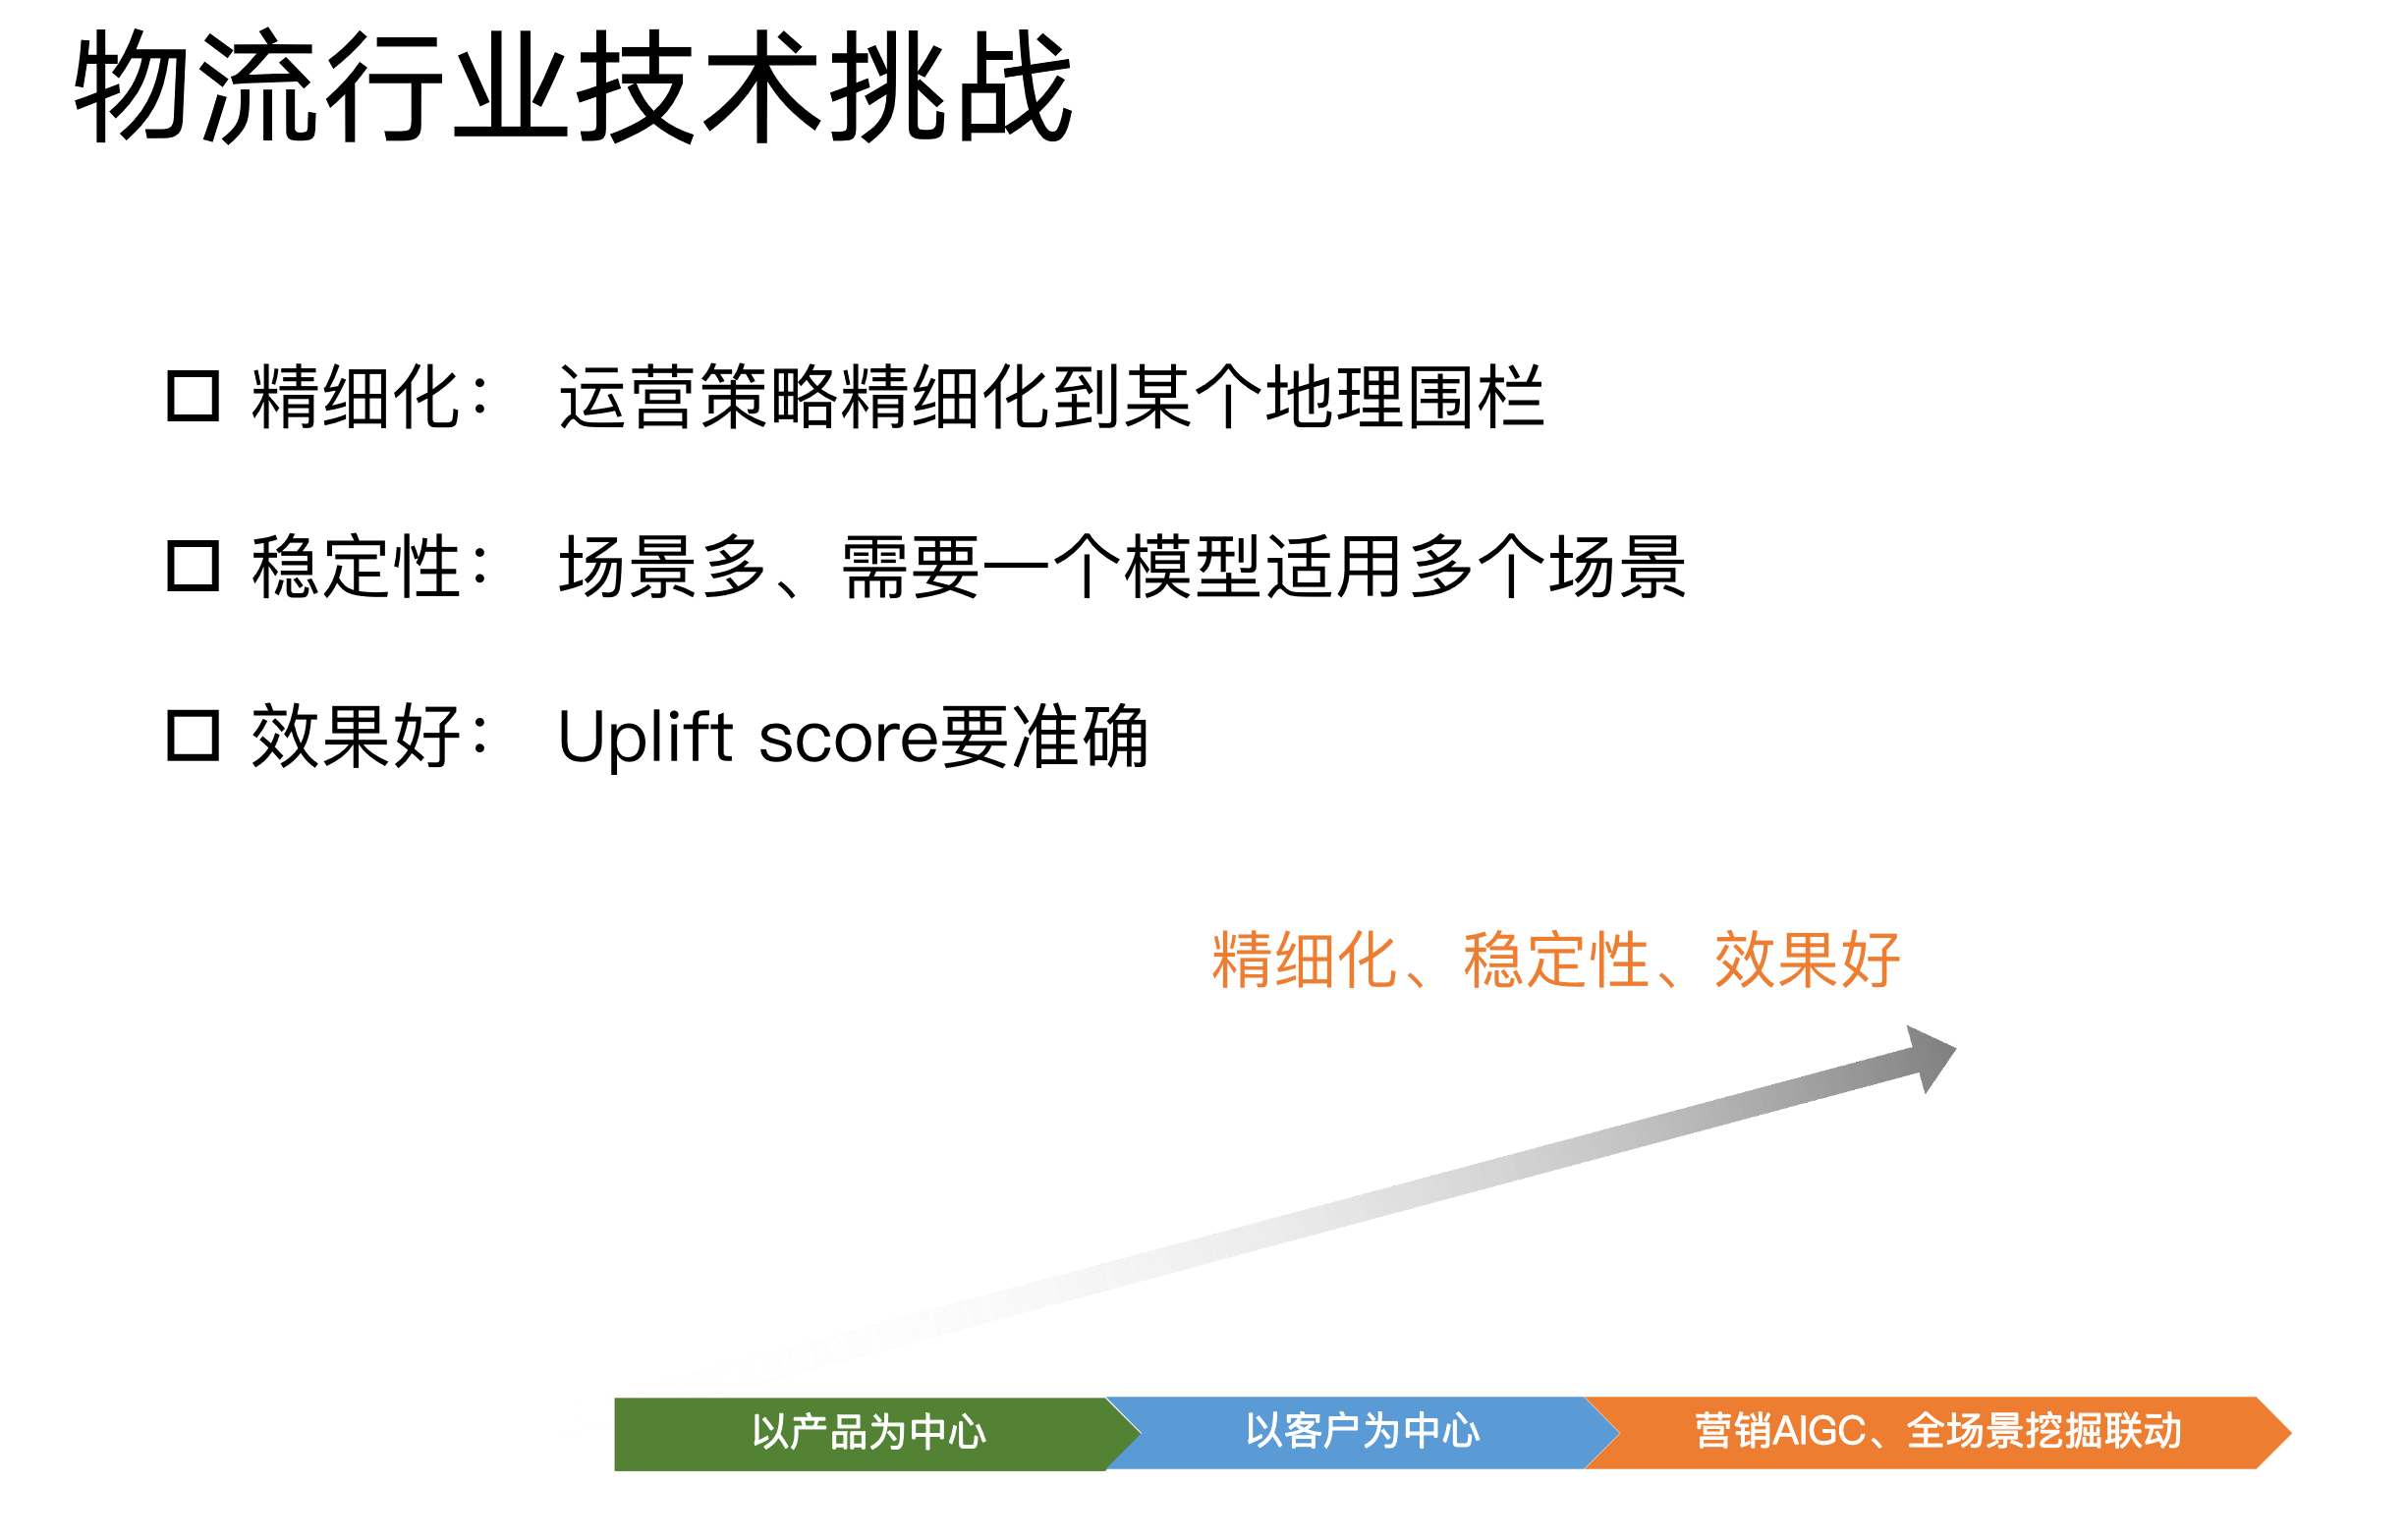 物流行业技术挑战
精细化： 运营策略精细化到某个地理围栏
稳定性： 场景多、需要一个模型适用多个场景
效果好： Uplift score要准确
精细化、稳定性、效果好
以产品为中心
以客户为中心
营销AIGC、全场景挖掘联动